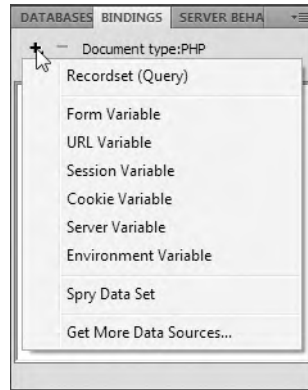 DATABASES BINDINGS SERVER BEHA
Document type:PHP
Recordset (Query)
Form Variable
URL Variable
Session Variable
Cookie Variable
Server Variable
Environment Variable
Spry Data Set
Get More Data Sources...